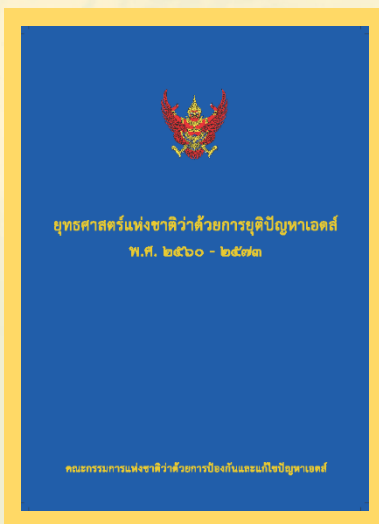 ยุทธศาสตร์แห่งชาติว่าด้วยการยุติปัญหาเอดส์
พ.ศ. ๒๕๖๐ - ๒๕๗๓
คณะกรรมการแห่งชาติว่าด้วยการป้องกันและแก้ไขปัญหาเอดส์